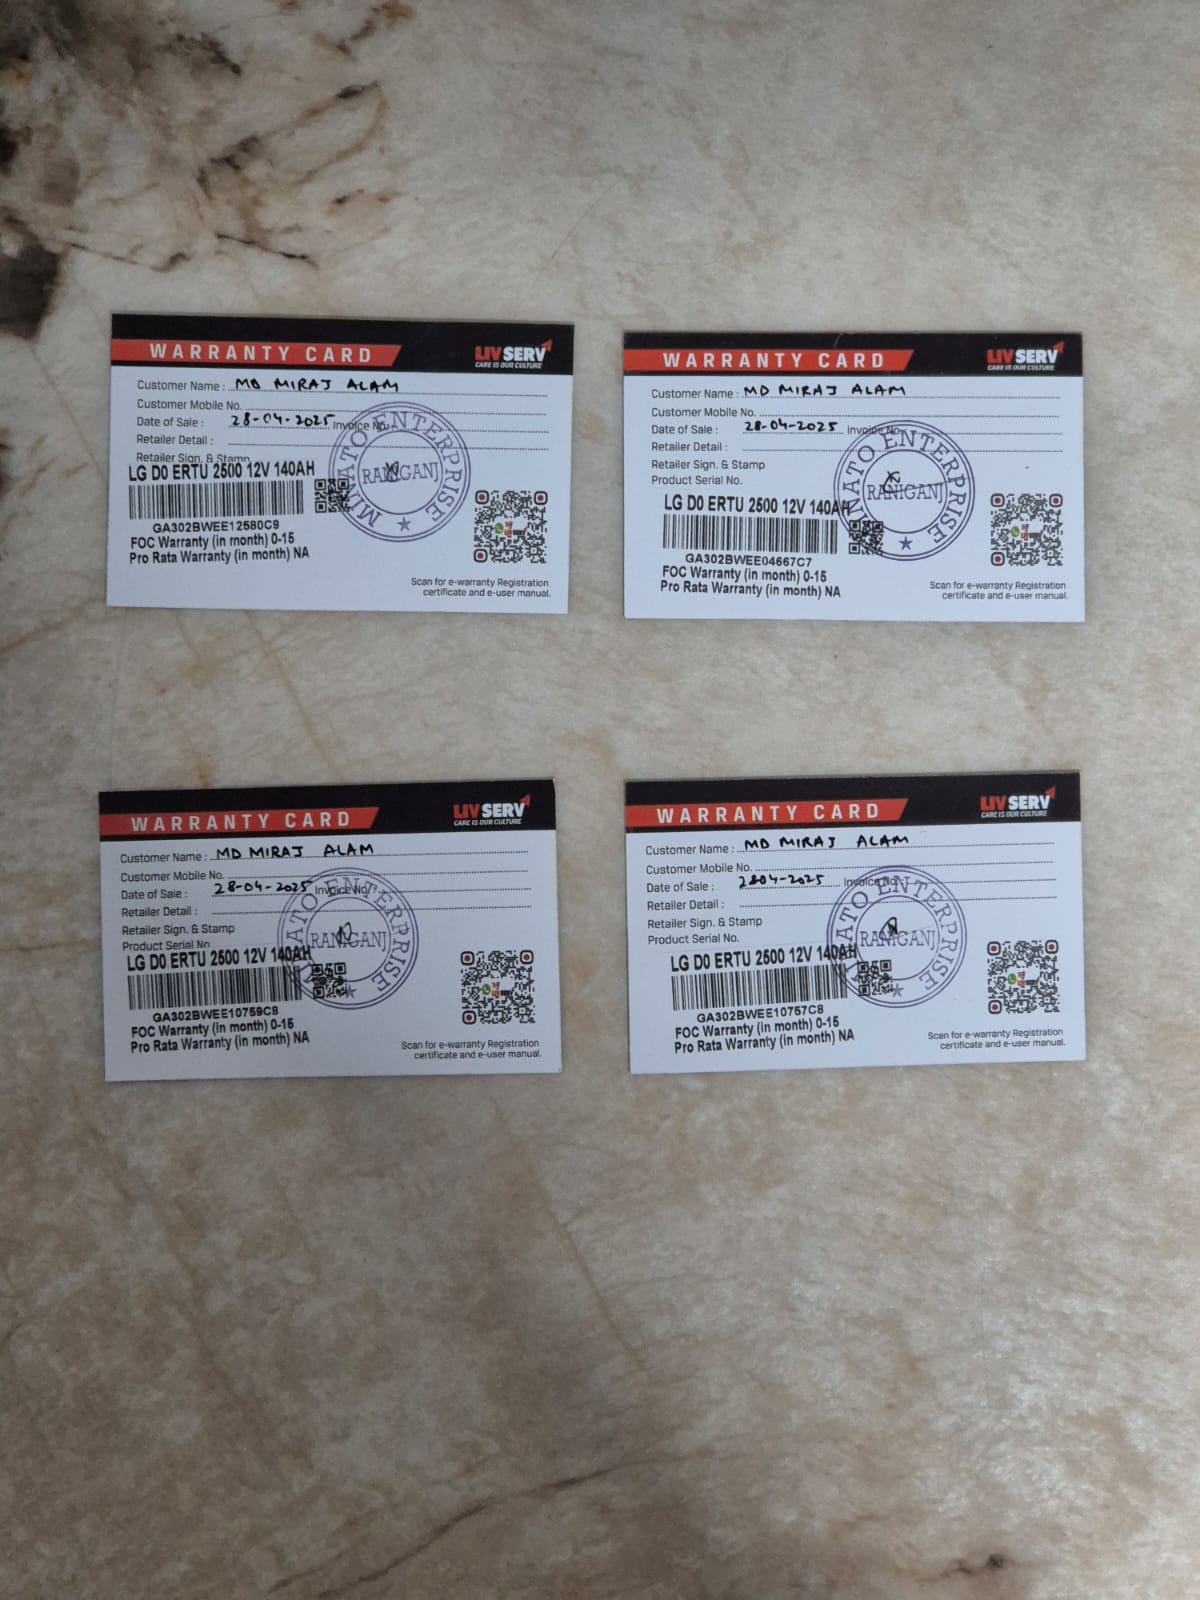 WARRANTY CARD
LIVSERV
CARE IS OUR CULTURE
Customer Name : MD MIRAJ ALAM
Customer Mobile No.
Date of Sale : 28-04-2025 Invoice No.
Retailer Detail :
Retailer Sign. & Stamp
LG D0 ERTU 2500 12V 140AH
GA302BWEE12580C9
FOC Warranty (in month) 0-15
Pro Rata Warranty (in month) NA
MINATO ENTERPRISE
RANIGANJ
Scan for e-warranty Registration
certificate and e-user manual.
WARRANTY CARD
LIVSERV
CARE IS OUR CULTURE
Customer Name : MD MIRAJ ALAM
Customer Mobile No.
Date of Sale : 28-04-2025 Invoice No.
Retailer Detail :
Retailer Sign. & Stamp
Product Serial No.
LG D0 ERTU 2500 12V 140AH
GA302BWEE04667C7
FOC Warranty (in month) 0-15
Pro Rata Warranty (in month) NA
MINATO ENTERPRISE
RANIGANJ
Scan for e-warranty Registration
certificate and e-user manual.
WARRANTY CARD
LIVSERV
CARE IS OUR CULTURE
Customer Name : MD MIRAJ ALAM
Customer Mobile No.
Date of Sale : 28-04-2025 Invoice No.
Retailer Detail :
Retailer Sign. & Stamp
Product Serial No
LG D0 ERTU 2500 12V 140AH
GA302BWEE10759C8
FOC Warranty (in month) 0-15
Pro Rata Warranty (in month) NA
MINATO ENTERPRISE
RANIGANJ
Scan for e-warranty Registration
certificate and e-user manual.
WARRANTY CARD
LIVSERV
CARE IS OUR CULTURE
Customer Name : MD MIRAJ ALAM
Customer Mobile No.
Date of Sale : 2804-2025 Invoice No.
Retailer Detail :
Retailer Sign. & Stamp
Product Serial No.
LG D0 ERTU 2500 12V 140AH
GA302BWEE10757C8
FOC Warranty (in month) 0-15
Pro Rata Warranty (in month) NA
MINATO ENTERPRISE
RANIGANJ
Scan for e-warranty Registration
certificate and e-user manual.